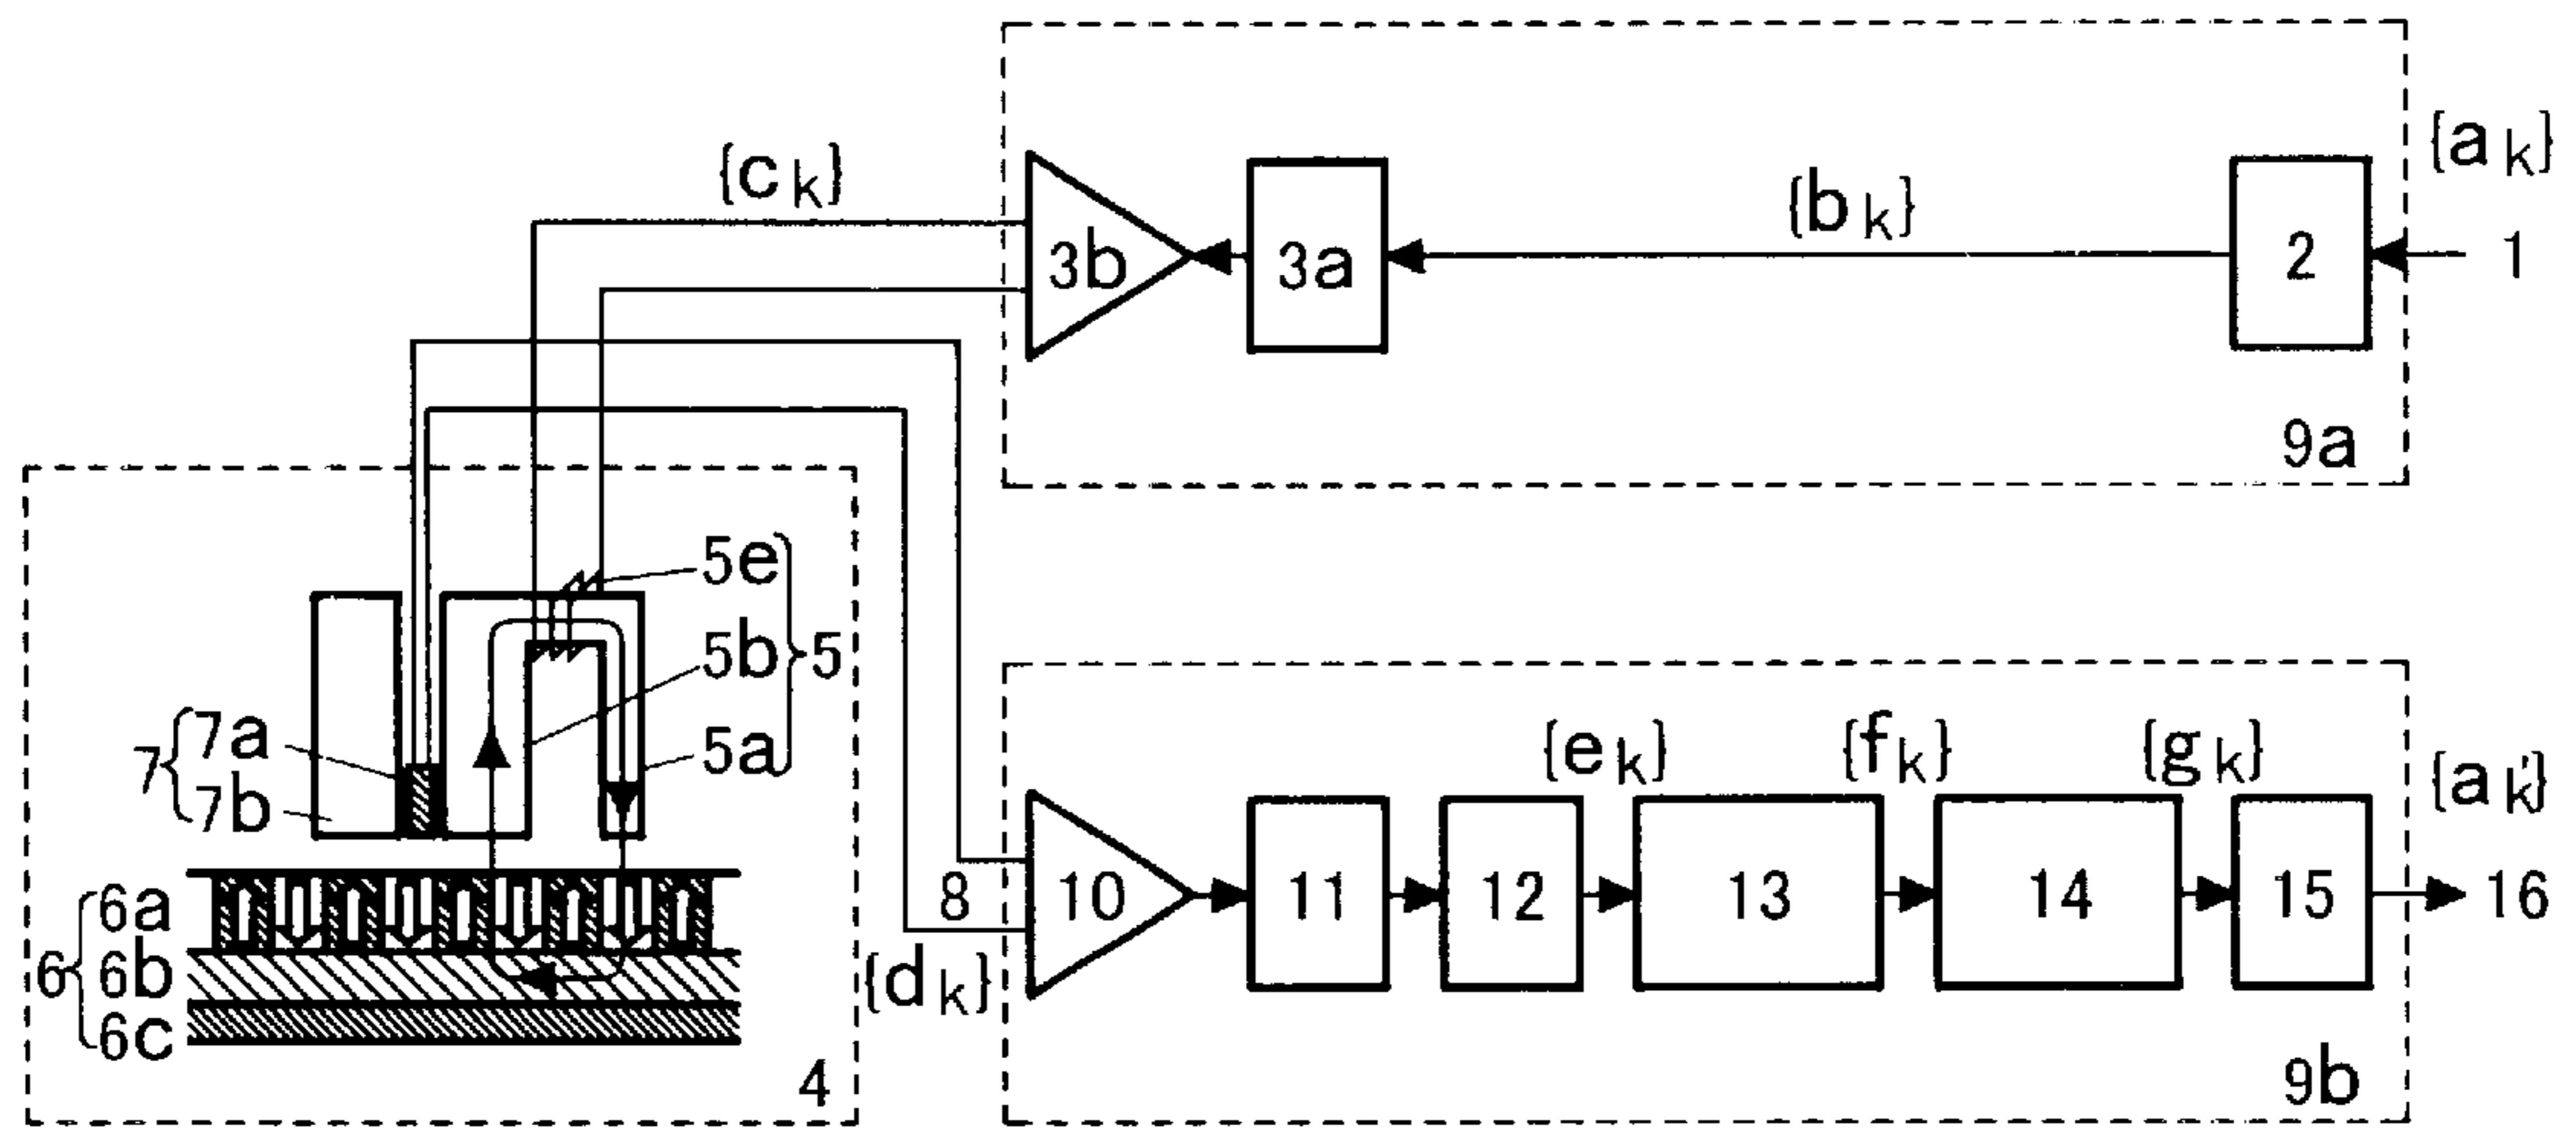 {a k}
{c k}
{b k}
3b
3a
2
1
9a
5e
5b
5
5a
7a
7
7b
{e k}
{f k}
{g k}
{a k'}
6a
8
10
11
12
13
14
15
16
6
6b
{d k}
6c
4
9b